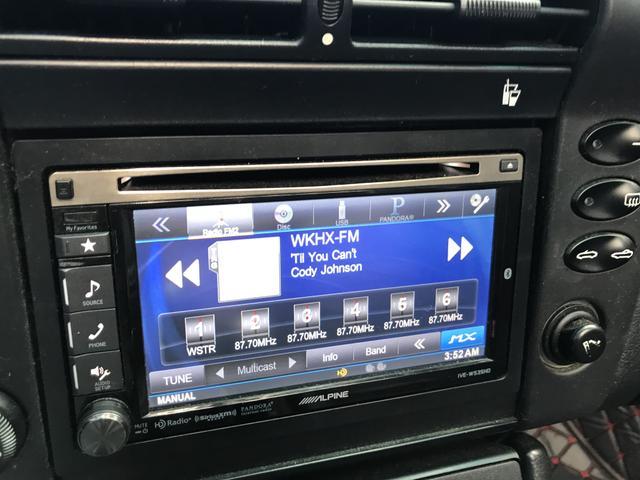 My Favorites
SOURCE
PHONE
AUDIO SETUP
MUTE
Radio FM2
Disc
USB
P
PANDORA®
WKHX-FM
'Til You Can't
Cody Johnson
1 2 3 4 5 6
WSTR 87.70MHz 87.70MHz 87.70MHz 87.70MHz 87.70MHz
TUNE Multicast Info Band MX
MANUAL 3:52 AM
IVE-W535HD
HD Radio SiriusXM PANDORA
ALPINE